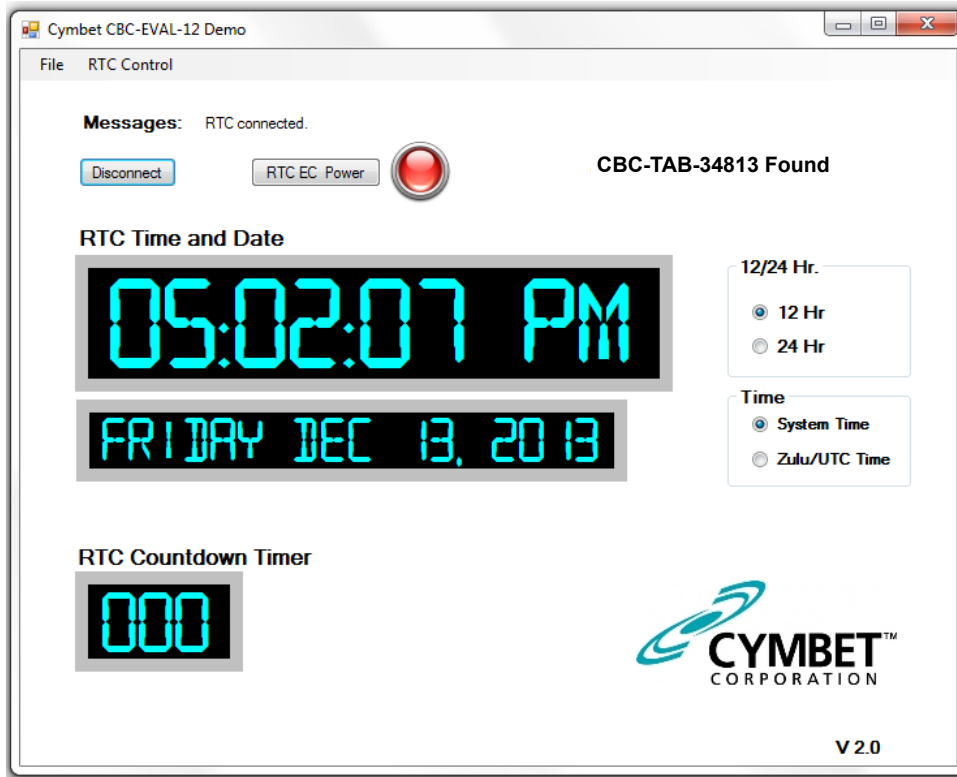 Cymbet CBC-EVAL-12 Demo
File RTC Control
Messages: RTC connected.
Disconnect RTC EC Power CBC-TAB-34813 Found
RTC Time and Date
05:02:07 PM
FRIDAY DEC 13, 2013
12/24 Hr.
12 Hr
24 Hr
Time
System Time
Zulu/UTC Time
RTC Countdown Timer
000
CYMBET™
CORPORATION
V 2.0